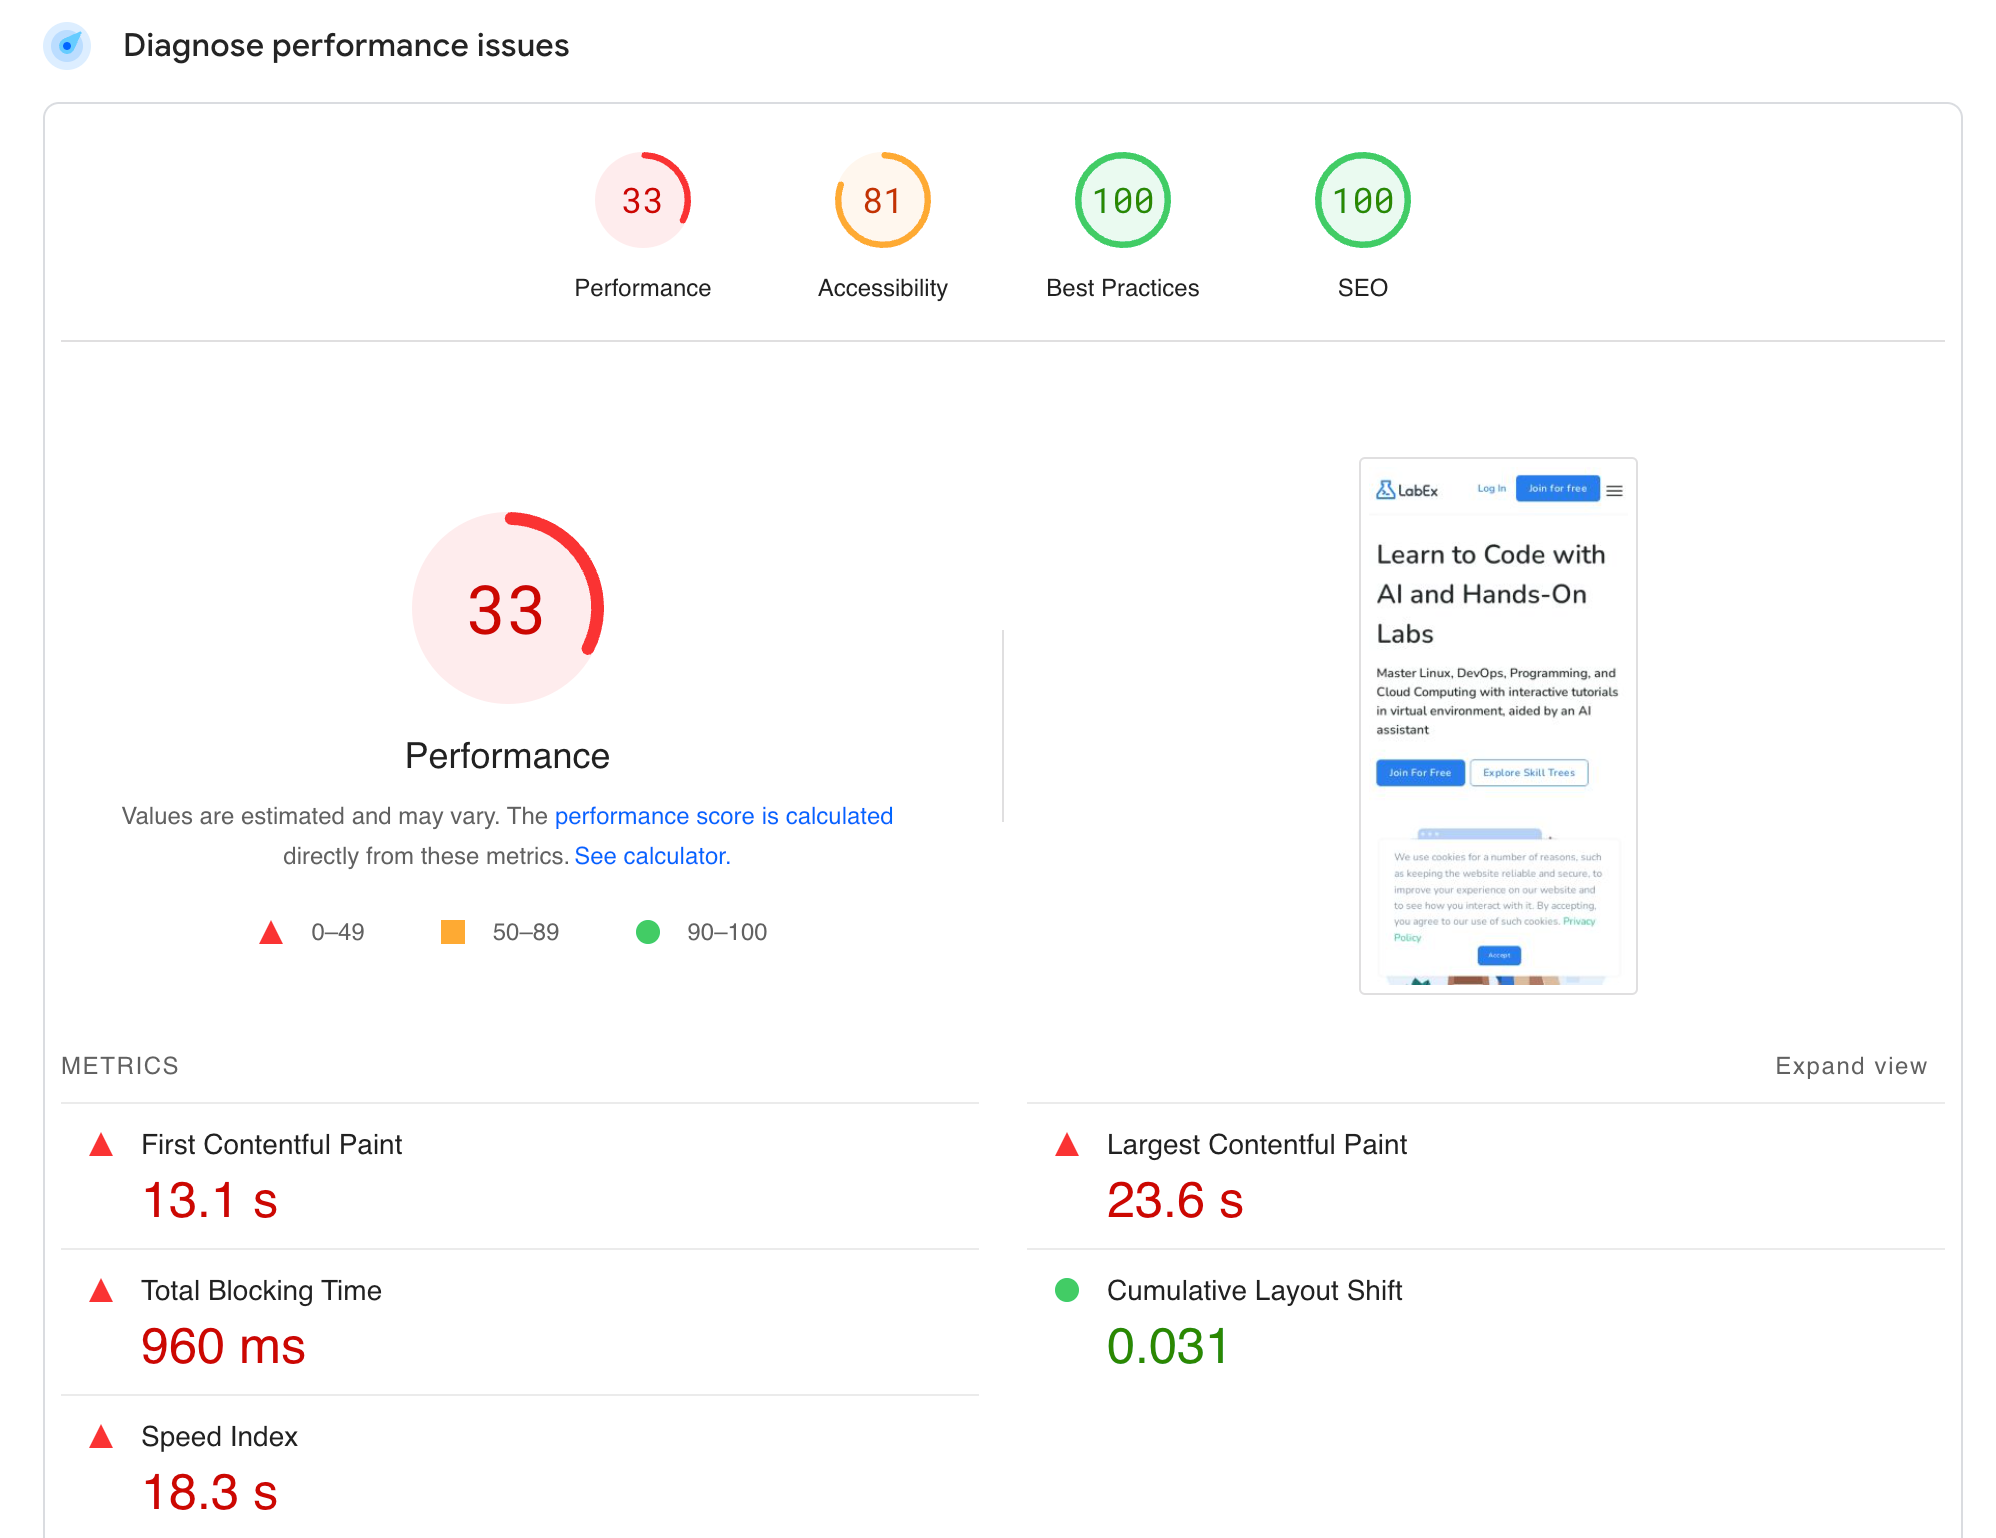 Diagnose performance issues
33
81
100
100
Performance
Accessibility
Best Practices
SEO
33
Performance
Values are estimated and may vary. The performance score is calculated
directly from these metrics. See calculator.
0–49
50–89
90–100
LabEx
Log In
Join for free
Learn to Code with
AI and Hands-On
Labs
Master Linux, DevOps, Programming, and
Cloud Computing with interactive tutorials
in virtual environment, aided by an AI
assistant
Join For Free
Explore Skill Trees
We use cookies for a number of reasons, such
as keeping the website reliable and secure, to
improve your experience on our website and
to see how you interact with it. By accepting,
you agree to our use of such cookies. Privacy
Policy
Accept
METRICS
Expand view
First Contentful Paint
13.1 s
Largest Contentful Paint
23.6 s
Total Blocking Time
960 ms
Cumulative Layout Shift
0.031
Speed Index
18.3 s